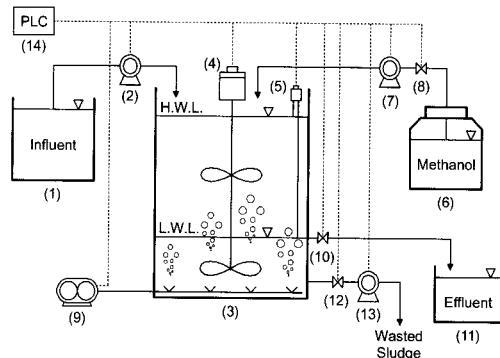 PLC
(14)
(4)
(2)
(5)
(7)
(8)
H.W.L.
Influent
(1)
Methanol
(6)
L.W.L.
(10)
(9)
(3)
(12)
(13)
Effluent
(11)
Wasted
Sludge